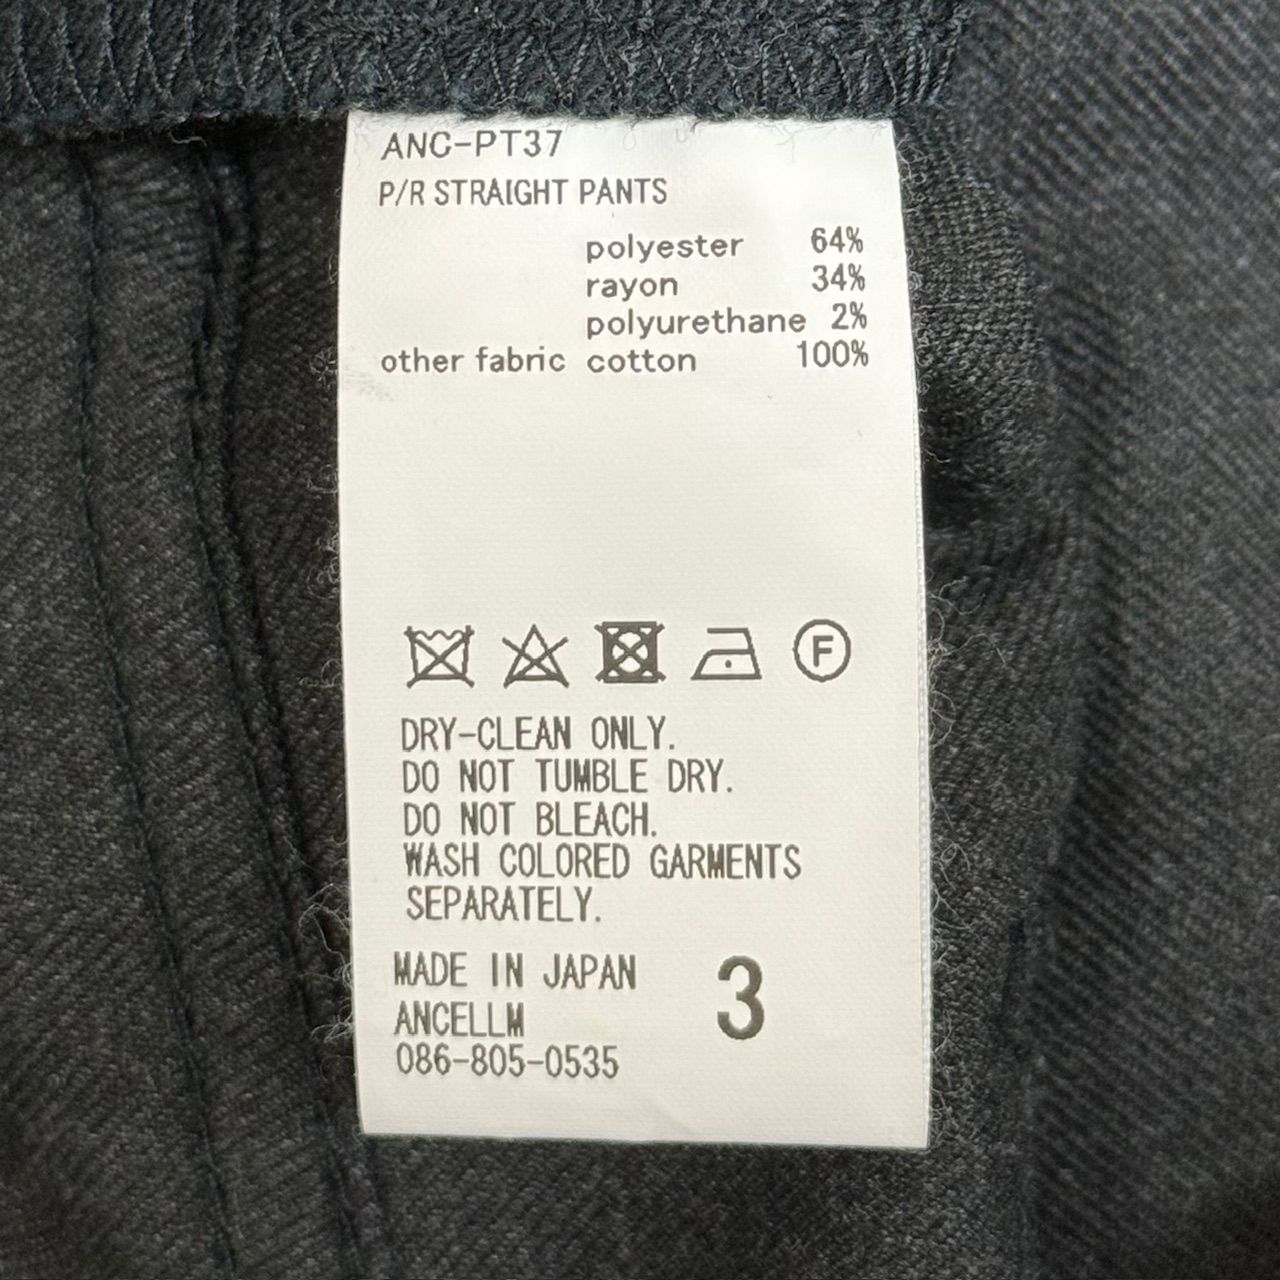 ANC-PT37
P/R STRAIGHT PANTS
polyester 64%
rayon 34%
polyurethane 2%
other fabric cotton 100%
F
DRY-CLEAN ONLY.
DO NOT TUMBLE DRY.
DO NOT BLEACH.
WASH COLORED GARMENTS
SEPARATELY.
MADE IN JAPAN 3
ANCELLM
086-805-0535